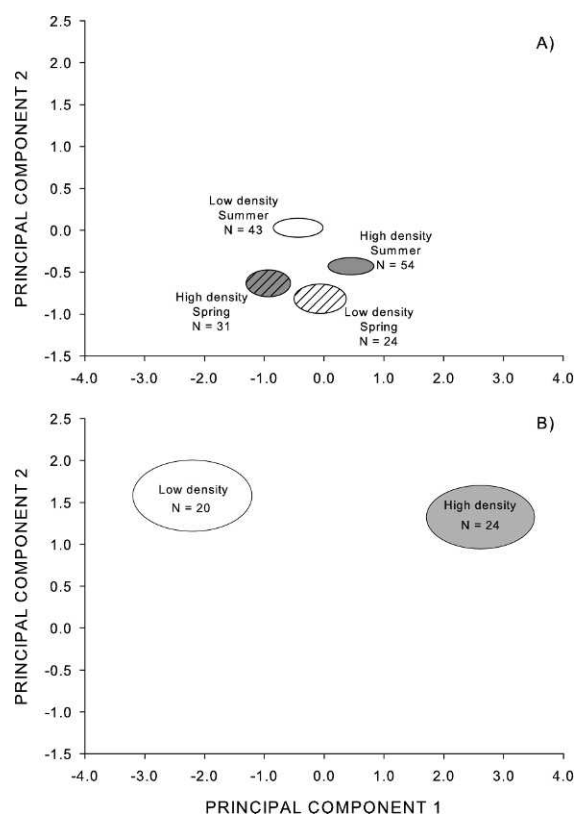 A)
PRINCIPAL COMPONENT 2
2.5
2.0
1.5
1.0
0.5
0.0
-0.5
-1.0
-1.5
Low density
Summer
N = 43
High density
Summer
N = 54
High density
Spring
N = 31
Low density
Spring
N = 24
-4.0 -3.0 -2.0 -1.0 0.0 1.0 2.0 3.0 4.0
B)
PRINCIPAL COMPONENT 2
2.5
2.0
1.5
1.0
0.5
0.0
-0.5
-1.0
-1.5
Low density
N = 20
High density
N = 24
-4.0 -3.0 -2.0 -1.0 0.0 1.0 2.0 3.0 4.0
PRINCIPAL COMPONENT 1